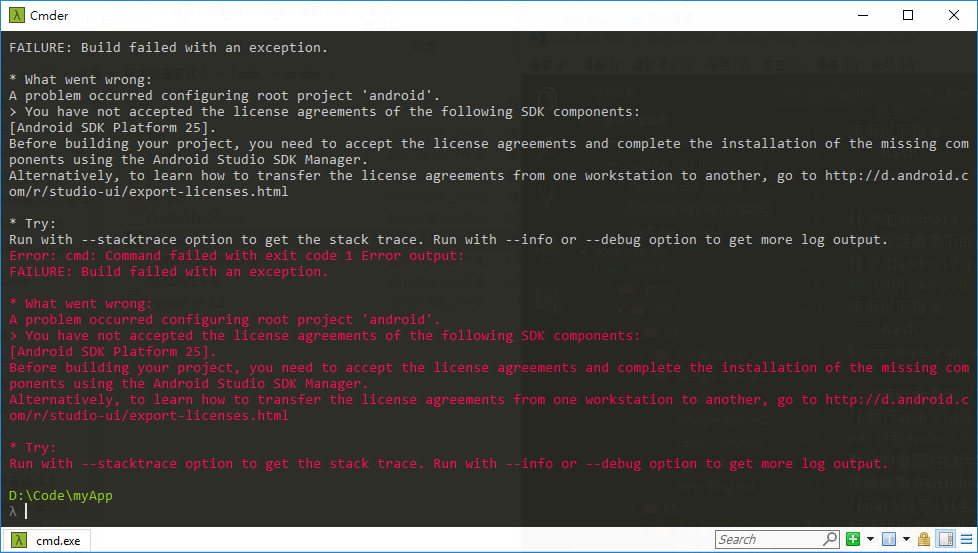 Cmder
FAILURE: Build failed with an exception.
* What went wrong:
A problem occurred configuring root project 'android'.
> You have not accepted the license agreements of the following SDK components:
[Android SDK Platform 25].
Before building your project, you need to accept the license agreements and complete the installation of the missing com
ponents using the Android Studio SDK Manager.
Alternatively, to learn how to transfer the license agreements from one workstation to another, go to http://d.android.c
om/r/studio-ui/export-licenses.html
* Try:
Run with --stacktrace option to get the stack trace. Run with --info or --debug option to get more log output.
Error: cmd: Command failed with exit code 1 Error output:
FAILURE: Build failed with an exception.
* What went wrong:
A problem occurred configuring root project 'android'.
> You have not accepted the license agreements of the following SDK components:
[Android SDK Platform 25].
Before building your project, you need to accept the license agreements and complete the installation of the missing com
ponents using the Android Studio SDK Manager.
Alternatively, to learn how to transfer the license agreements from one workstation to another, go to http://d.android.c
om/r/studio-ui/export-licenses.html
* Try:
Run with --stacktrace option to get the stack trace. Run with --info or --debug option to get more log output.
D:\Code\myApp
λ
cmd.exe
Search